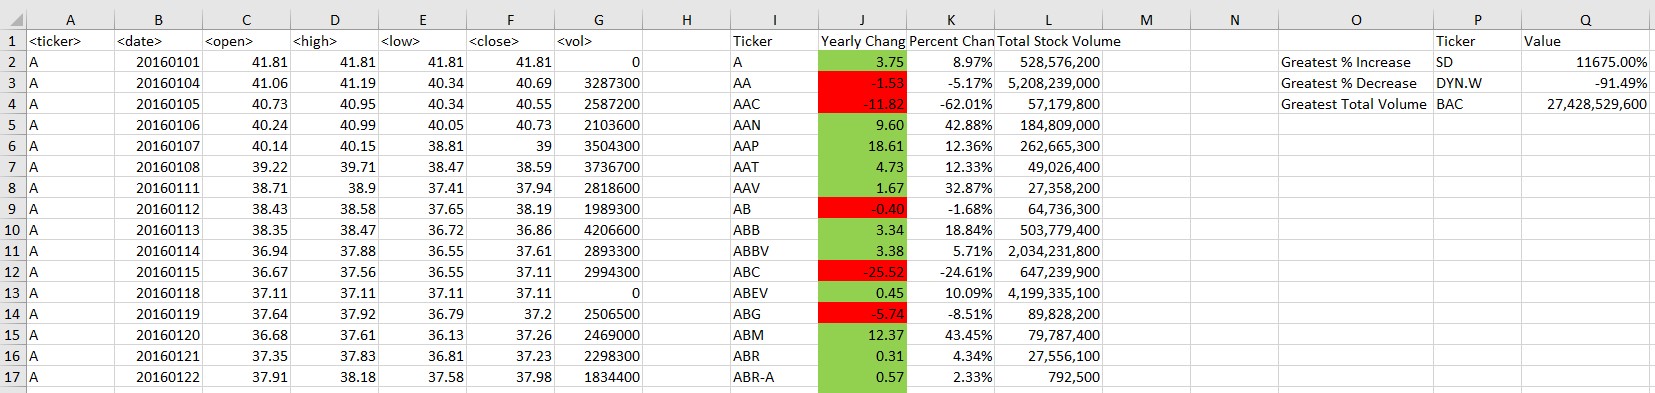 A B C D E F G H I J K L M N O P Q
1 <ticker> <date> <open> <high> <low> <close> <vol> Ticker Yearly Chang Percent Chan Total Stock Volume Ticker Value
2 A 20160101 41.81 41.81 41.81 41.81 0 A 3.75 8.97% 528,576,200 Greatest % Increase SD 11675.00%
3 A 20160104 41.06 41.19 40.34 40.69 3287300 AA -1.53 -5.17% 5,208,239,000 Greatest % Decrease DYN.W -91.49%
4 A 20160105 40.73 40.95 40.34 40.55 2587200 AAC -11.82 -62.01% 57,179,800 Greatest Total Volume BAC 27,428,529,600
5 A 20160106 40.24 40.99 40.05 40.73 2103600 AAN 9.60 42.88% 184,809,000
6 A 20160107 40.14 40.15 38.81 39 3504300 AAP 18.61 12.36% 262,665,300
7 A 20160108 39.22 39.71 38.47 38.59 3736700 AAT 4.73 12.33% 49,026,400
8 A 20160111 38.71 38.9 37.41 37.94 2818600 AAV 1.67 32.87% 27,358,200
9 A 20160112 38.43 38.58 37.65 38.19 1989300 AB -0.40 -1.68% 64,736,300
10 A 20160113 38.35 38.47 36.72 36.86 4206600 ABB 3.34 18.84% 503,779,400
11 A 20160114 36.94 37.88 36.55 37.61 2893300 ABBV 3.38 5.71% 2,034,231,800
12 A 20160115 36.67 37.56 36.55 37.11 2994300 ABC -25.52 -24.61% 647,239,900
13 A 20160118 37.11 37.11 37.11 37.11 0 ABEV 0.45 10.09% 4,199,335,100
14 A 20160119 37.64 37.92 36.79 37.2 2506500 ABG -5.74 -8.51% 89,828,200
15 A 20160120 36.68 37.61 36.13 37.26 2469000 ABM 12.37 43.45% 79,787,400
16 A 20160121 37.35 37.83 36.81 37.23 2298300 ABR 0.31 4.34% 27,556,100
17 A 20160122 37.91 38.18 37.58 37.98 1834400 ABR-A 0.57 2.33% 792,500